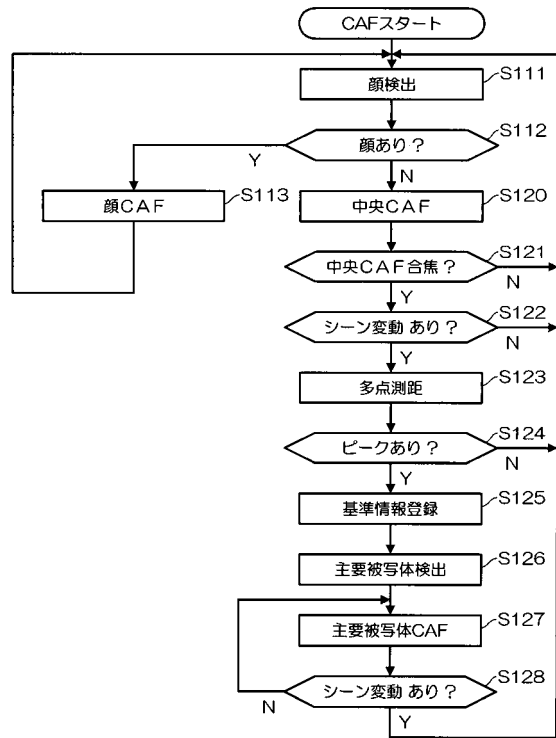 CAFスタート
顔検出
S111
顔あり?
S112
Y
N
顔CAF
S113
中央CAF
S120
中央CAF合焦?
S121
N
Y
シーン変動 あり?
S122
N
Y
多点測距
S123
ピークあり?
S124
N
Y
基準情報登録
S125
主要被写体検出
S126
主要被写体CAF
S127
シーン変動 あり?
S128
N
Y